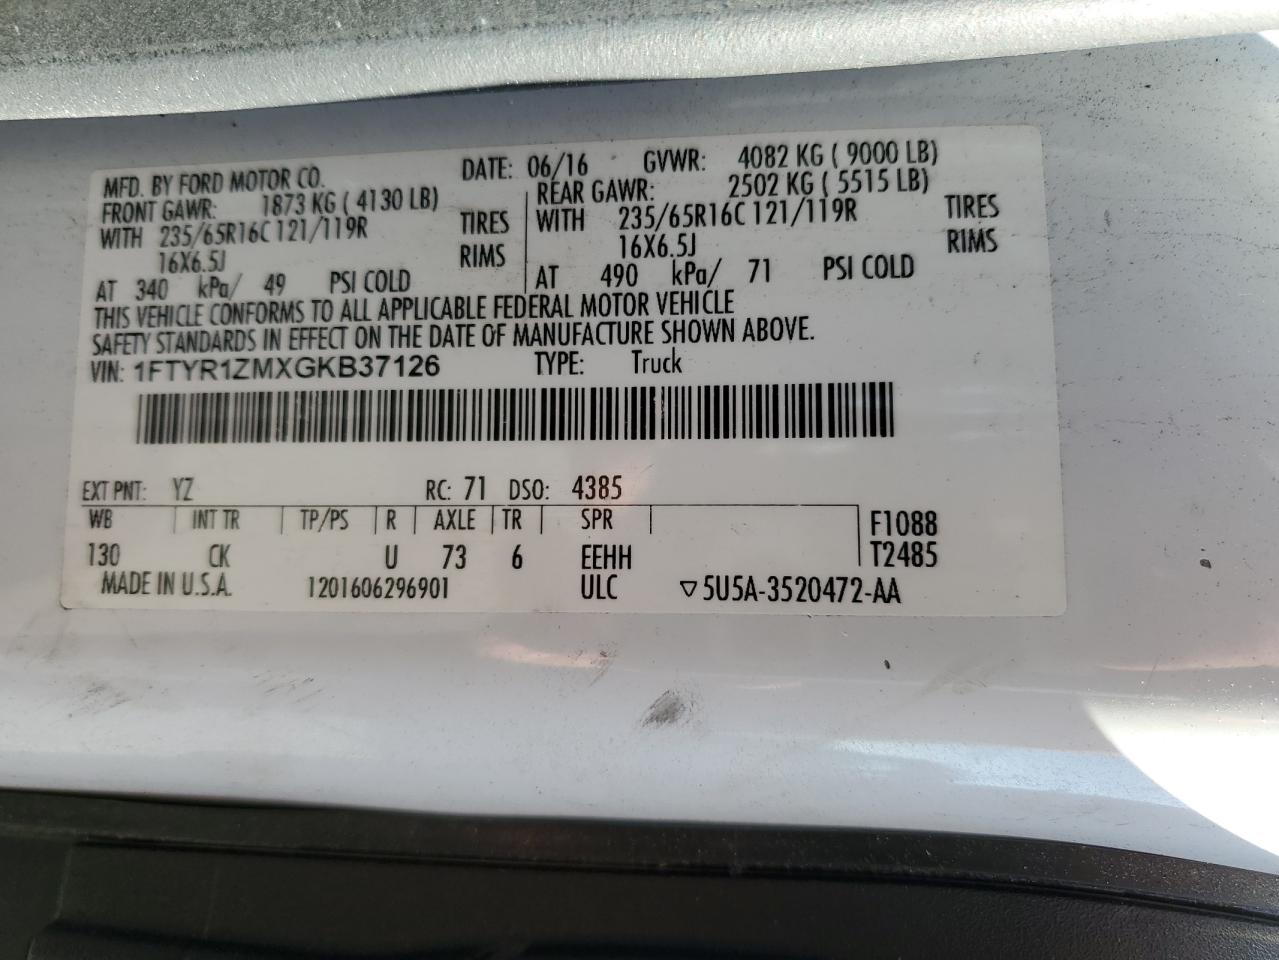 MFD. BY FORD MOTOR CO. DATE: 06/16 GVWR: 4082 KG ( 9000 LB)
FRONT GAWR: 1873 KG ( 4130 LB) REAR GAWR: 2502 KG ( 5515 LB)
WITH 235/65R16C 121/119R TIRES WITH 235/65R16C 121/119R TIRES
16X6.5J RIMS 16X6.5J RIMS
AT 340 kPa/ 49 PSI COLD AT 490 kPa/ 71 PSI COLD
THIS VEHICLE CONFORMS TO ALL APPLICABLE FEDERAL MOTOR VEHICLE
SAFETY STANDARDS IN EFFECT ON THE DATE OF MANUFACTURE SHOWN ABOVE.
VIN: 1FTYR1ZMXGKB37126 TYPE: Truck
EXT PNT: YZ RC: 71 DSO: 4385
WB INT TR TP/PS R AXLE TR SPR F1088
130 CK U 73 6 EEHH T2485
MADE IN U.S.A. 1201606296901 ULC ▽5U5A-3520472-AA